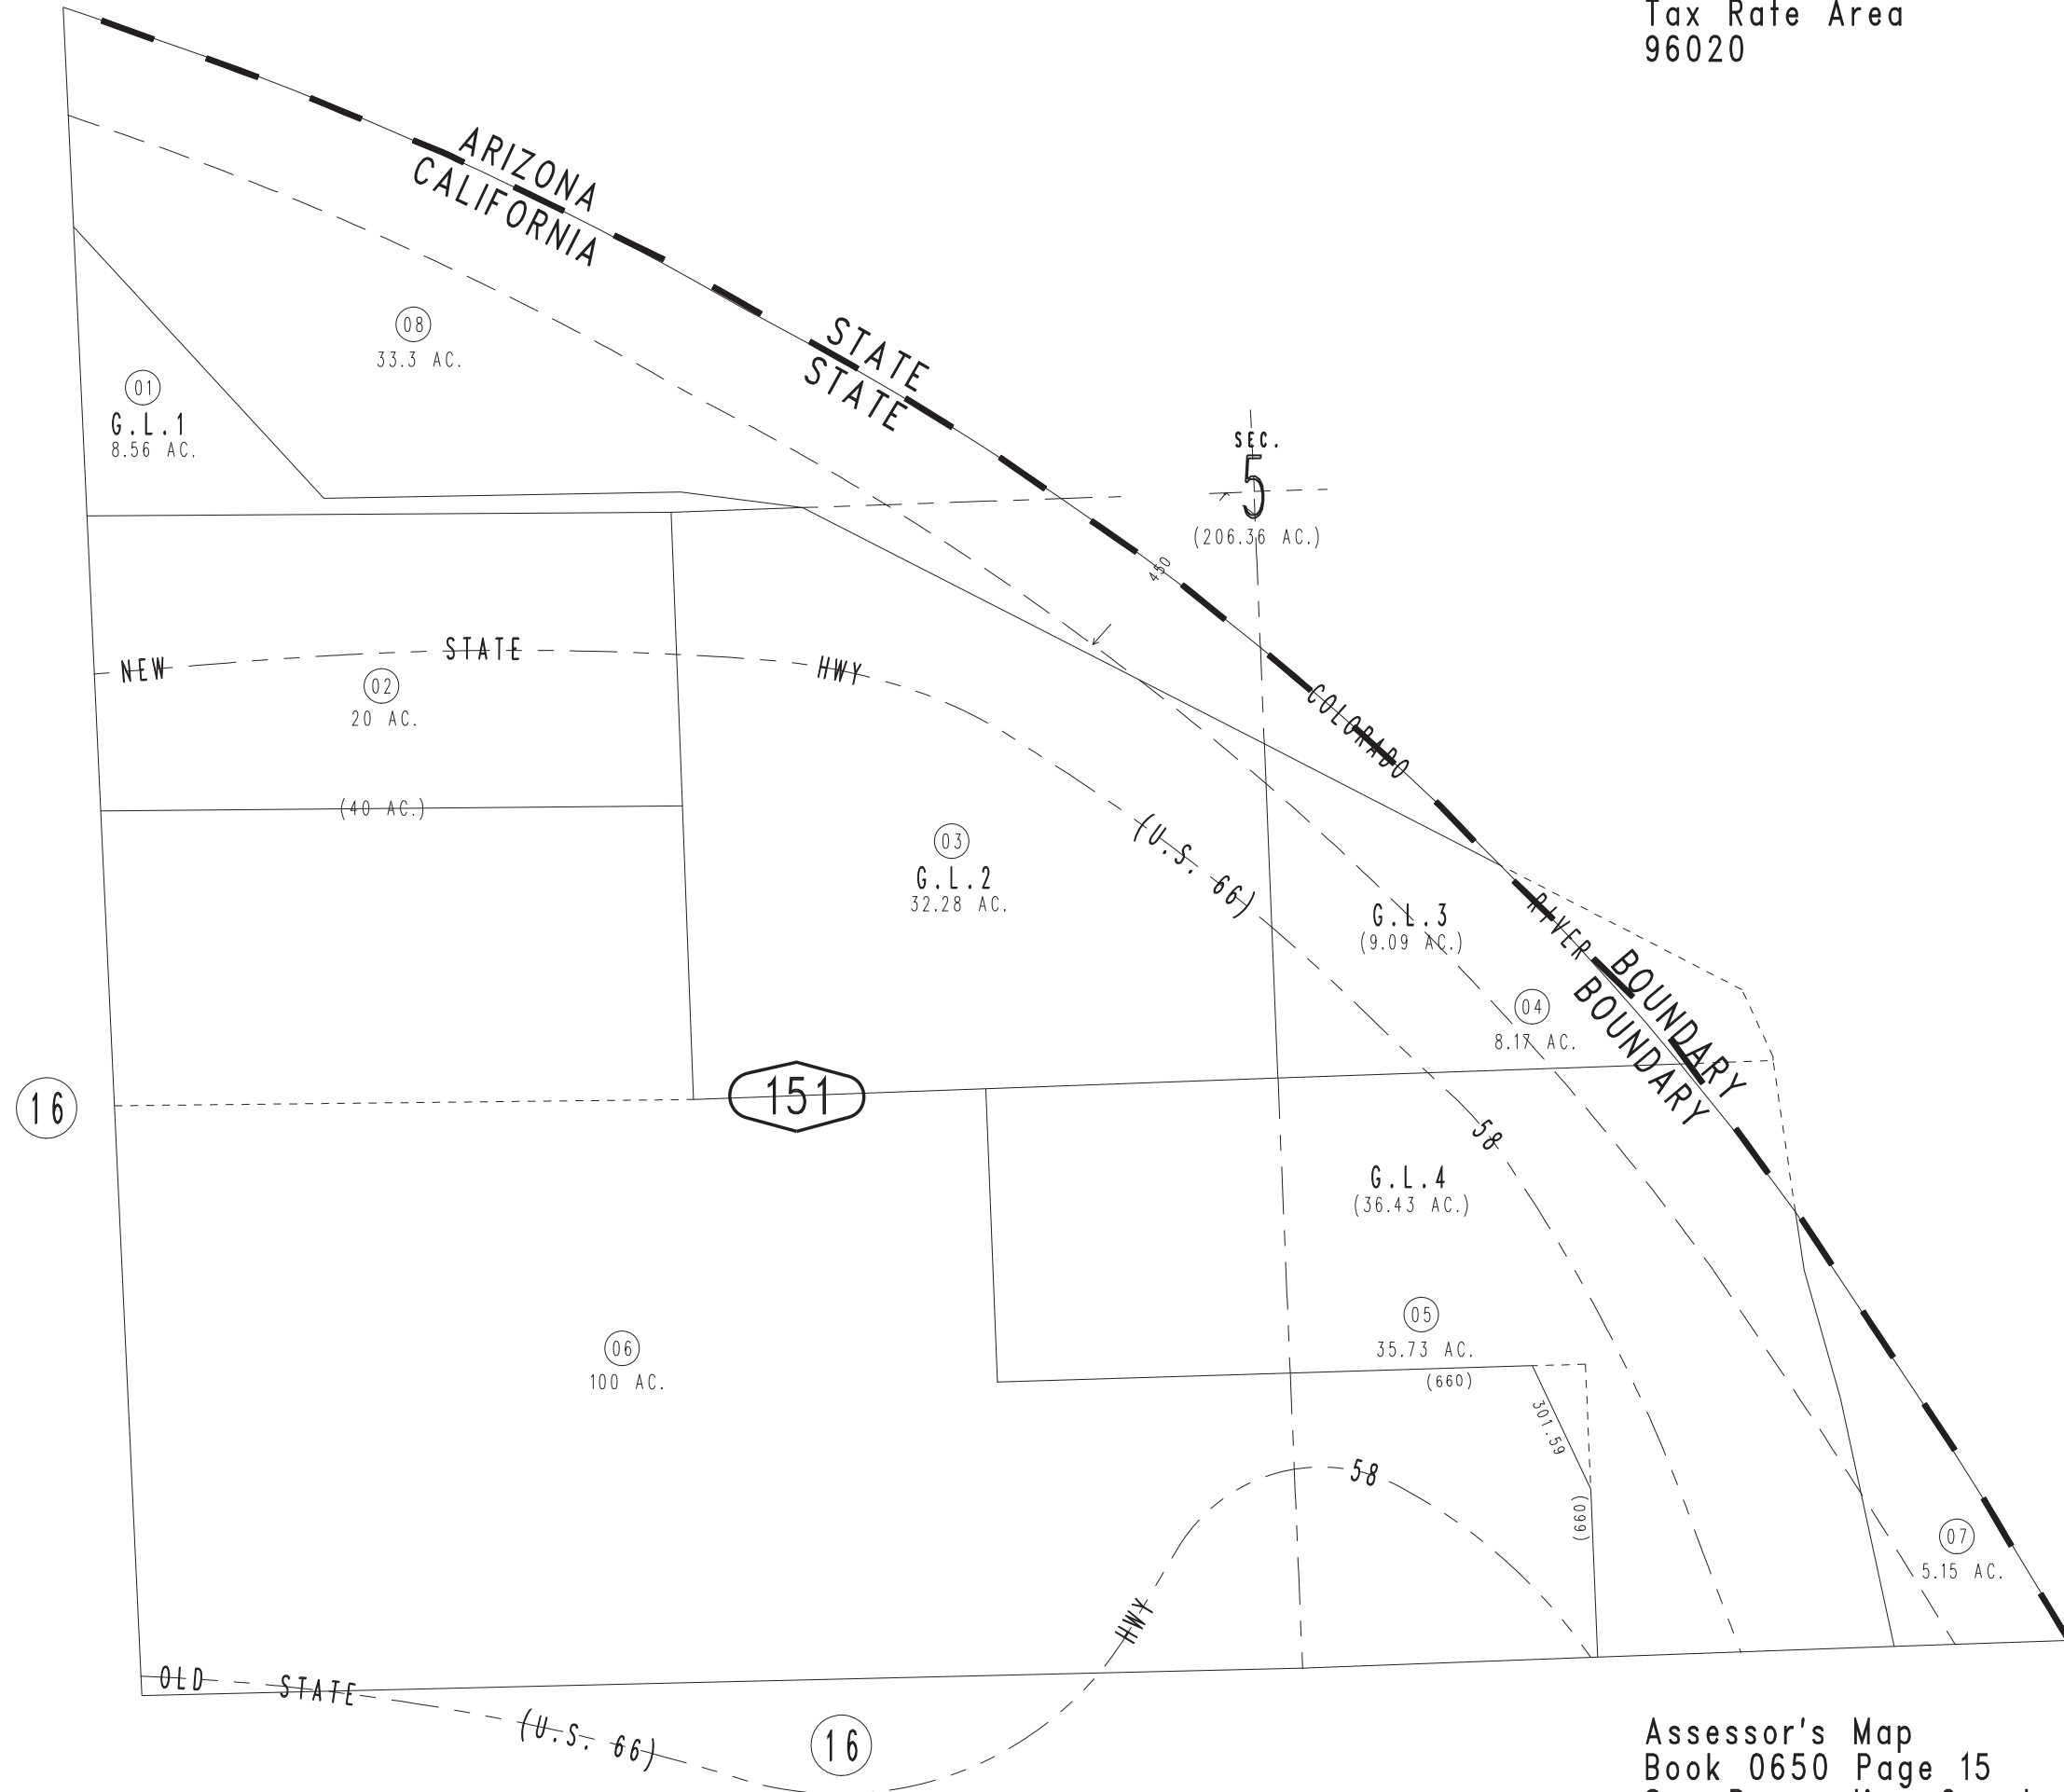 Tax Rate Area
96020
ARIZONA
CALIFORNIA
08
33.3 AC.
STATE
STATE
01
G.L.1
8.56 AC.
SEC.
5
(206.36 AC.)
450
NEW STATE HWY
02
20 AC.
COLORADO
(40 AC.)
03
G.L.2
32.28 AC.
(U.S. 66)
G.L.3
(9.09 AC.)
RIVER
BOUNDARY
BOUNDARY
04
8.17 AC.
16
151
58
G.L.4
(36.43 AC.)
05
35.73 AC.
(660)
06
100 AC.
301.59
58
(660)
07
5.15 AC.
HWY
OLD STATE
(U.S. 66)
16
Assessor's Map
Book 0650 Page 15